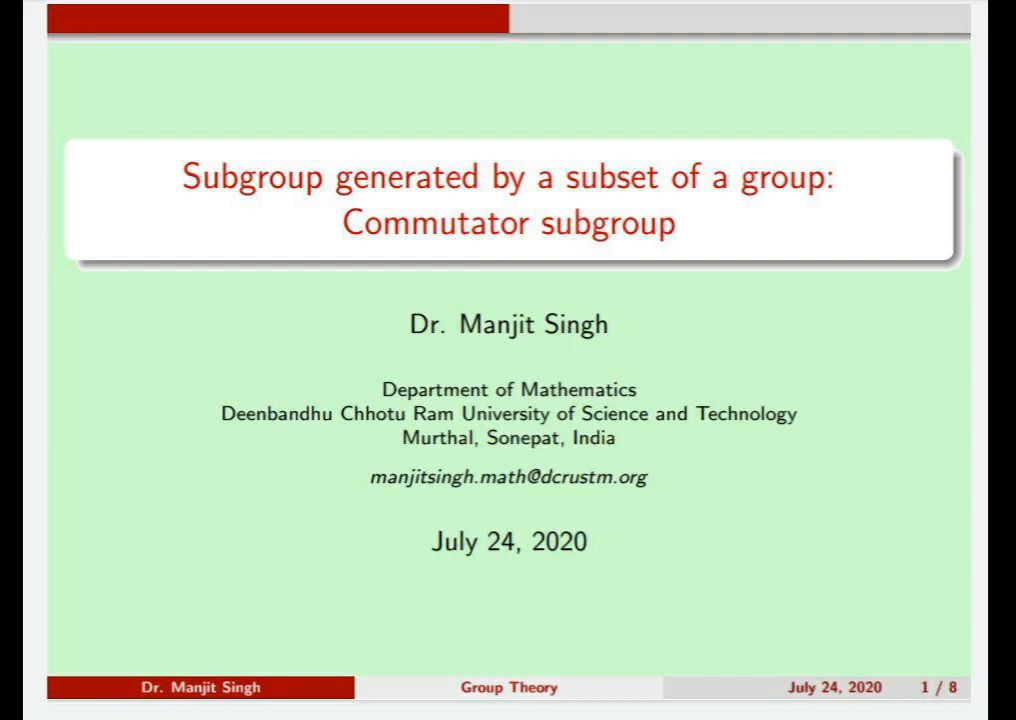 Subgroup generated by a subset of a group:
Commutator subgroup
Dr. Manjit Singh
Department of Mathematics
Deenbandhu Chhotu Ram University of Science and Technology
Murthal, Sonepat, India
manjitsingh.math@dcrustm.org
July 24, 2020
Dr. Manjit Singh Group Theory July 24, 2020 1 / 8